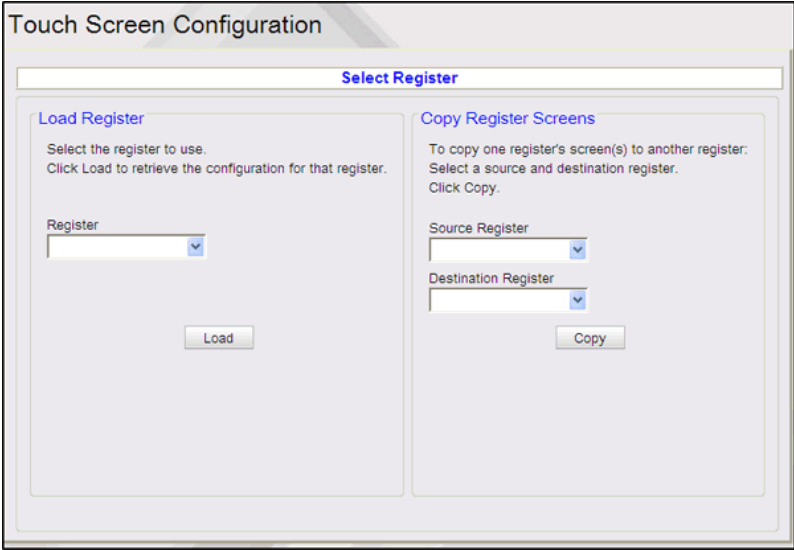 Touch Screen Configuration
Select Register
Load Register
Select the register to use.
Click Load to retrieve the configuration for that register.
Register
Load
Copy Register Screens
To copy one register's screen(s) to another register:
Select a source and destination register.
Click Copy.
Source Register
Destination Register
Copy